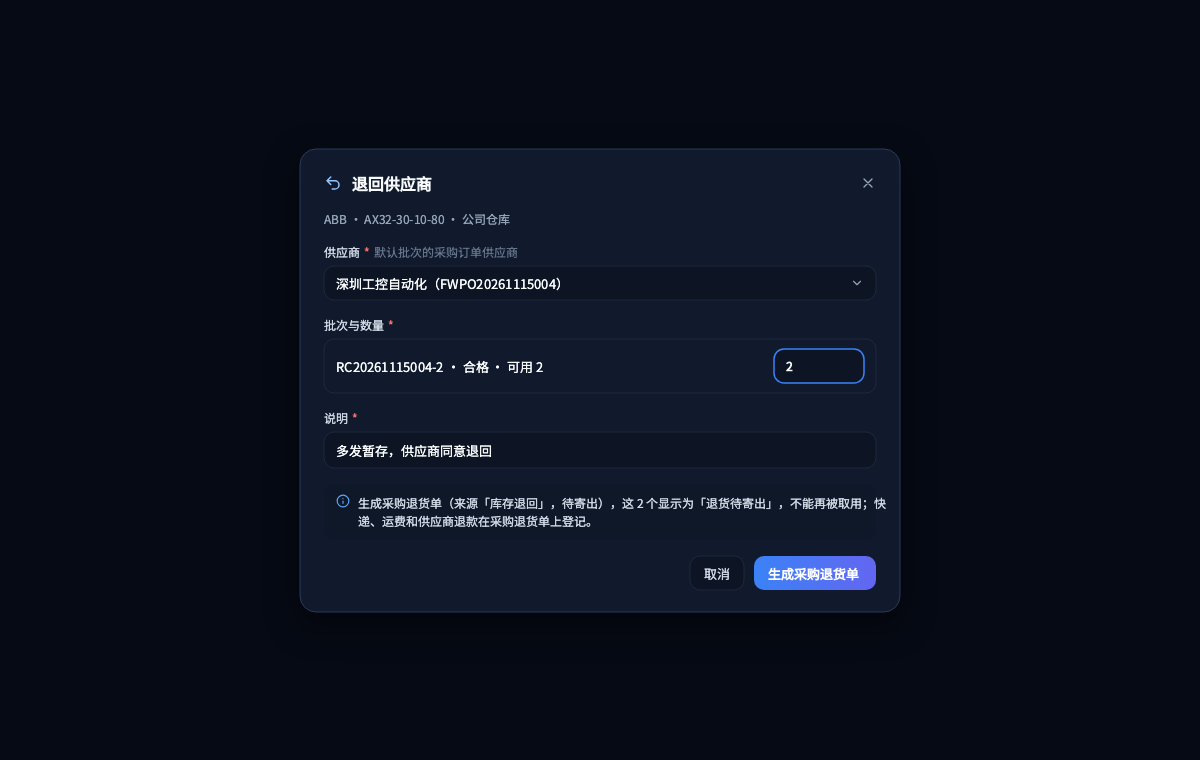 退回供应商
ABB · AX32-30-10-80 · 公司仓库
供应商 * 默认批次的采购订单供应商
深圳工控自动化（FWPO20261115004）
批次与数量 *
RC20261115004-2 · 合格 · 可用 2
2
说明 *
多发暂存，供应商同意退回
生成采购退货单（来源「库存退回」，待寄出），这 2 个显示为「退货待寄出」，不能再被取用；快
递、运费和供应商退款在采购退货单上登记。
取消
生成采购退货单